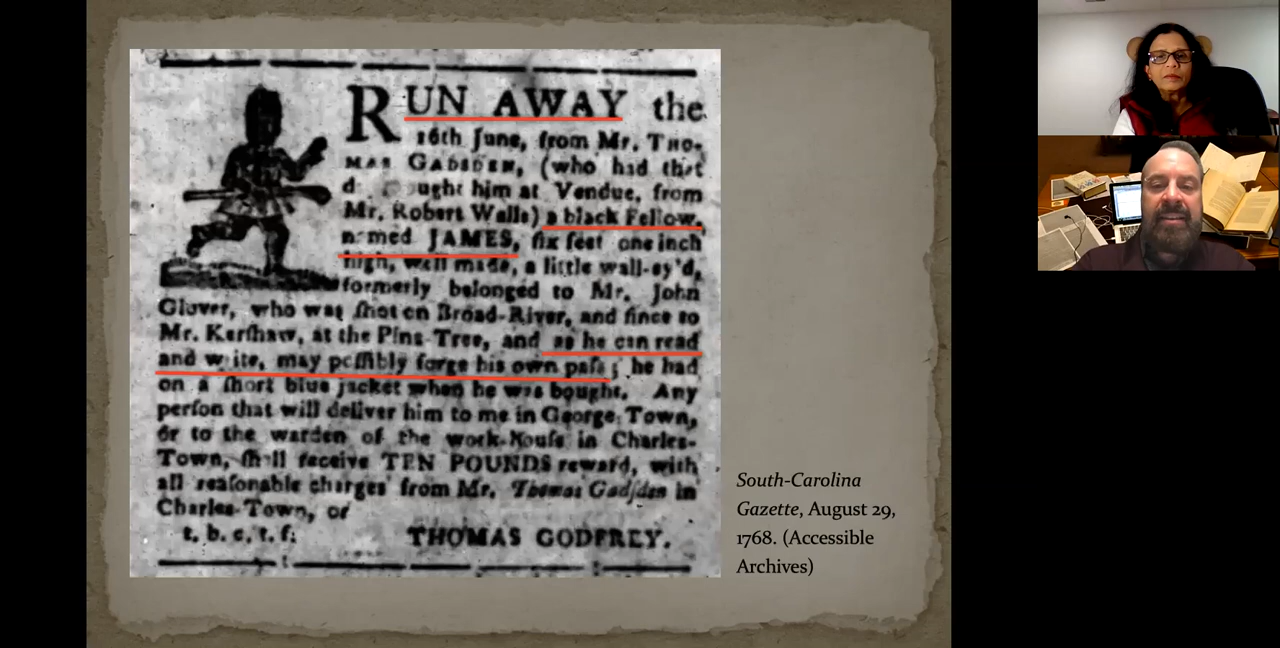 RUN AWAY the
16th June, from Mr. THO-
MAS GADSDEN, (who had that
ought him at Vendue, from
Mr. Robert Wells) a black Fellow,
named JAMES, ſix feet one inch
high, well made, a little wall-ey'd,
formerly belonged to Mr. John
Glover, who was ſhot on Broad-River, and ſince to
Mr. Kerſhaw, at the Pine-Tree, and as he can read
and write, may poſſibly forge his own paſs; he had
on a ſhort blue jacket when he was bought. Any
perſon that will deliver him to me in George-Town,
or to the warden of the work-houſe in Charles-
Town, ſhall receive TEN POUNDS reward, with
all reaſonable charges from Mr. Thomas Gadſden in
Charles-Town, or
t. b. c. t. f. THOMAS GODFREY.
South-Carolina
Gazette, August 29,
1768. (Accessible
Archives)